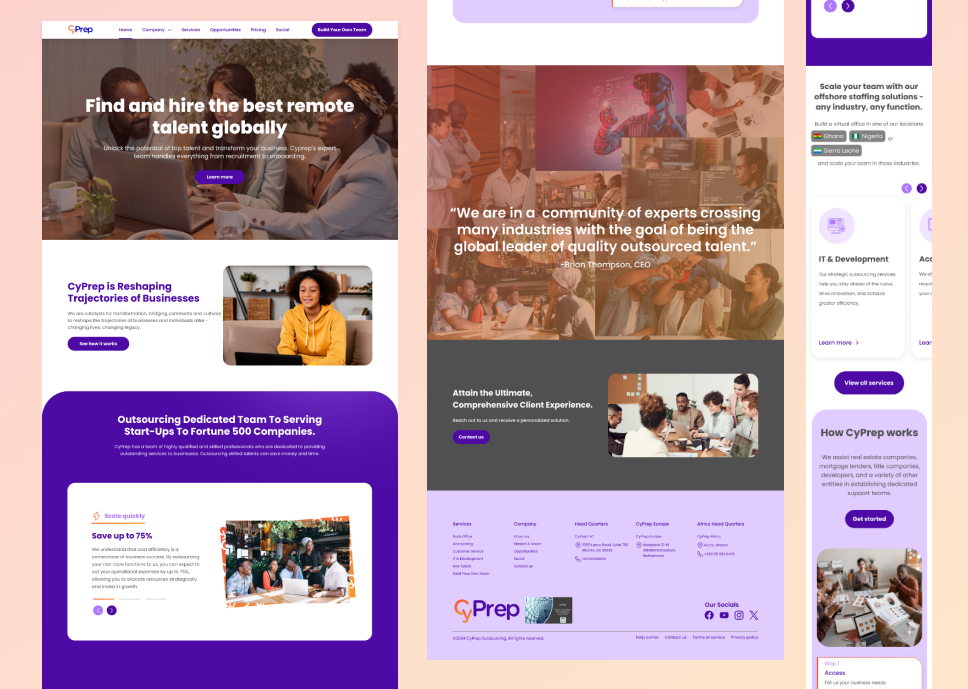 CyPrep
Home Company Services Opportunities Pricing Social
Build Your Own Team
Find and hire the best remote
talent globally
Unlock the potential of top talent and transform your business. Cyprep's expert
team handles everything from recruitment to onboarding.
Learn more
CyPrep is Reshaping
Trajectories of Businesses
We are catalysts for transformation, bridging continents and cultures
to reshape the trajectories of businesses and individuals alike -
changing lives, changing legacy.
See how it works
Outsourcing Dedicated Team To Serving
Start-Ups To Fortune 500 Companies.
CyPrep has a team of highly qualified and skilled professionals who are dedicated to providing
outstanding services to businesses. Outsourcing skilled talents can save money and time.
Scale quickly
Save up to 75%
We understand that cost efficiency is a
cornerstone of business success. By outsourcing
your non-core functions to us, you can expect to
cut your operational expenses by up to 75%,
allowing you to allocate resources strategically
and invest in growth.
“We are in a community of experts crossing
many industries with the goal of being the
global leader of quality outsourced talent.”
-Brian Thompson, CEO
Attain the Ultimate,
Comprehensive Client Experience.
Reach out to us and receive a personalized solution.
Contact us
Services
Back Office
Accounting
Customer Service
IT & Development
Hire Talent
Build Your Own Team
Company
About us
Mission & Vision
Opportunities
Social
Contact us
Head Quarters
CyPrep Europe
Africa Head Quarters
CyPrep Africa
Accra, Ghana
CyPrep
Our Socials
©2024 CyPrep Outsourcing, All rights reserved.
Help center Contact us Terms of service Privacy policy
Scale your team with our
offshore staffing solutions -
any industry, any function.
Build a virtual office in one of our locations
Ghana Nigeria or
Sierra Leone
and scale your team in those industries.
IT & Development
Our strategic outsourcing services
help you stay ahead of the curve,
drive innovation, and achieve
greater efficiency.
Learn more
Acc
We of
requir
your c
Lear
View all services
How CyPrep works
We assist real estate companies,
mortgage lenders, title companies,
developers, and a variety of other
entities in establishing dedicated
support teams.
Get started
Step 1
Access
Tell us your business needs.